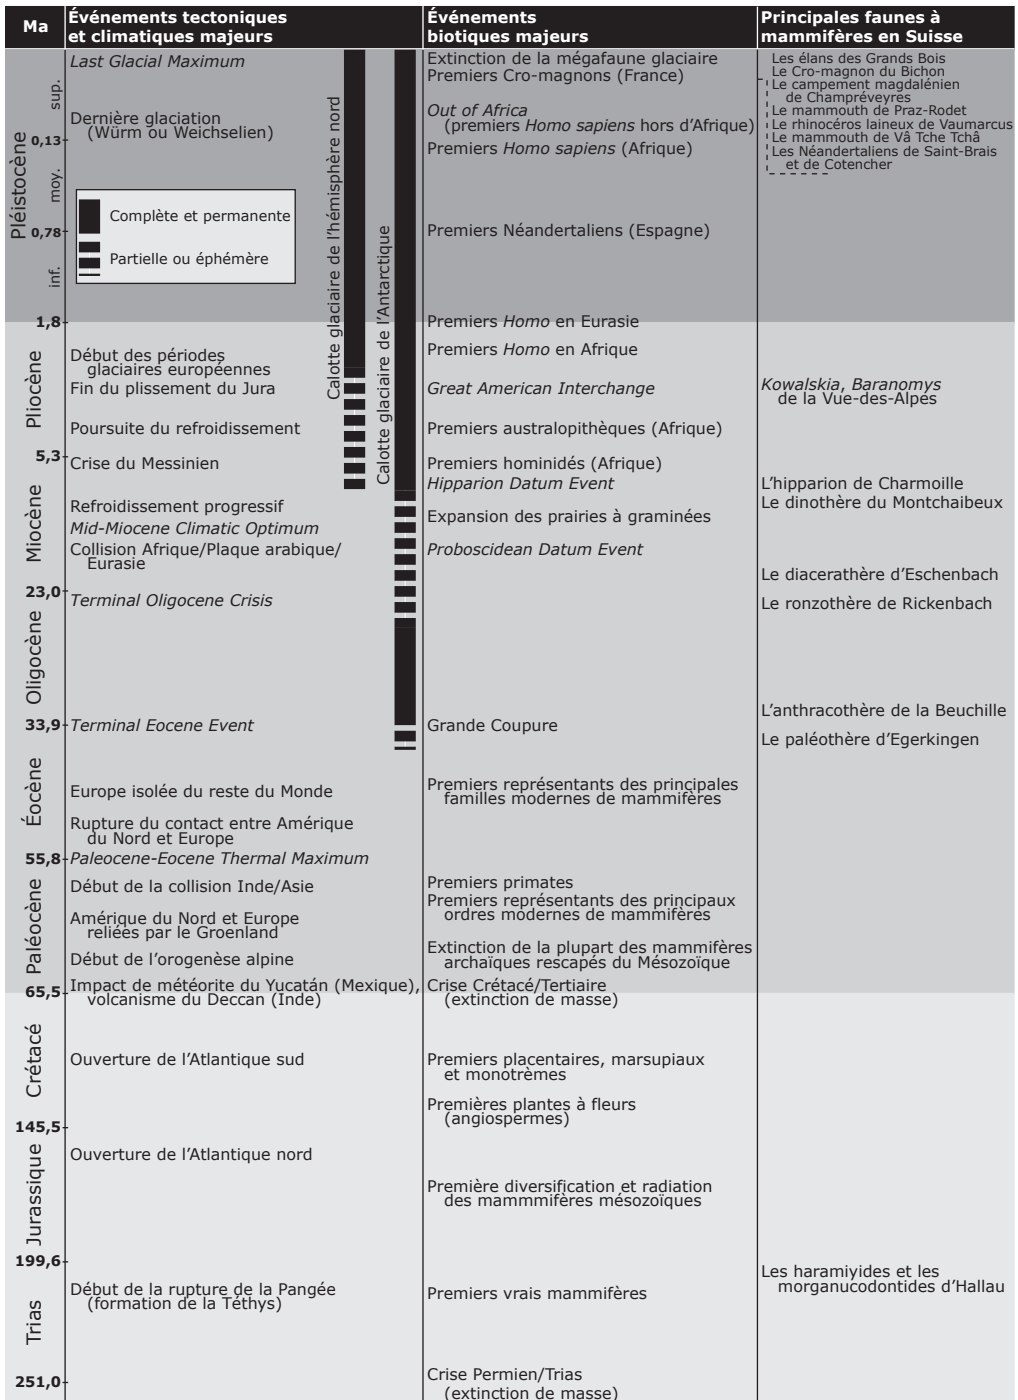 Ma
Événements tectoniques
et climatiques majeurs
Événements
biotiques majeurs
Principales faunes à
mammifères en Suisse
Pléistocène
sup.
0,13
moy.
0,78
inf.
1,8
Pliocène
5,3
Miocène
23,0
Oligocène
33,9
Éocène
55,8
Paléocène
65,5
Crétacé
145,5
Jurassique
199,6
Trias
251,0
Last Glacial Maximum
Dernière glaciation
(Würm ou Weichselien)
Complète et permanente
Partielle ou éphémère
Début des périodes
glaciaires européennes
Fin du plissement du Jura
Poursuite du refroidissement
Crise du Messinien
Refroidissement progressif
Mid-Miocene Climatic Optimum
Collision Afrique/Plaque arabique/
Eurasie
Terminal Oligocene Crisis
Terminal Eocene Event
Europe isolée du reste du Monde
Rupture du contact entre Amérique
du Nord et Europe
Paleocene-Eocene Thermal Maximum
Début de la collision Inde/Asie
Amérique du Nord et Europe
reliées par le Groenland
Début de l'orogenèse alpine
Impact de météorite du Yucatán (Mexique),
volcanisme du Deccan (Inde)
Ouverture de l'Atlantique sud
Ouverture de l'Atlantique nord
Début de la rupture de la Pangée
(formation de la Téthys)
Calotte glaciaire de l'hémisphère nord
Calotte glaciaire de l'Antarctique
Extinction de la mégafaune glaciaire
Premiers Cro-magnons (France)
Out of Africa
(premiers Homo sapiens hors d'Afrique)
Premiers Homo sapiens (Afrique)
Premiers Néandertaliens (Espagne)
Premiers Homo en Eurasie
Premiers Homo en Afrique
Great American Interchange
Premiers australopithèques (Afrique)
Premiers hominidés (Afrique)
Hipparion Datum Event
Expansion des prairies à graminées
Proboscidean Datum Event
Grande Coupure
Premiers représentants des principales
familles modernes de mammifères
Premiers primates
Premiers représentants des principaux
ordres modernes de mammifères
Extinction de la plupart des mammifères
archaïques rescapés du Mésozoïque
Crise Crétacé/Tertiaire
(extinction de masse)
Premiers placentaires, marsupiaux
et monotrèmes
Premières plantes à fleurs
(angiospermes)
Première diversification et radiation
des mammmifères mésozoïques
Premiers vrais mammifères
Crise Permien/Trias
(extinction de masse)
Les élans des Grands Bois
Le Cro-magnon du Bichon
Le campement magdalénien
de Champréveyres
Le mammouth de Praz-Rodet
Le rhinocéros laineux de Vaumarcus
Le mammouth de Vâ Tche Tchâ
Les Néandertaliens de Saint-Brais
et de Cotencher
Kowalskia, Baranomys
de la Vue-des-Alpes
L'hipparion de Charmoille
Le dinothère du Montchaibeux
Le diacerathère d'Eschenbach
Le ronzothère de Rickenbach
L'anthracothère de la Beuchille
Le paléothère d'Egerkingen
Les haramiyides et les
morganucodontides d'Hallau